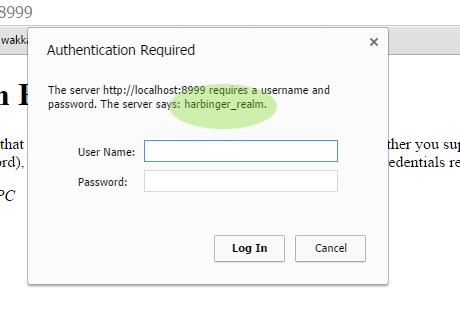 8999
wakka
Authentication Required
The server http://localhost:8999 requires a username and
password. The server says: harbinger_realm.
that
ther you sup
ord),
edentials re
User Name:
Password:
PC
Log In
Cancel